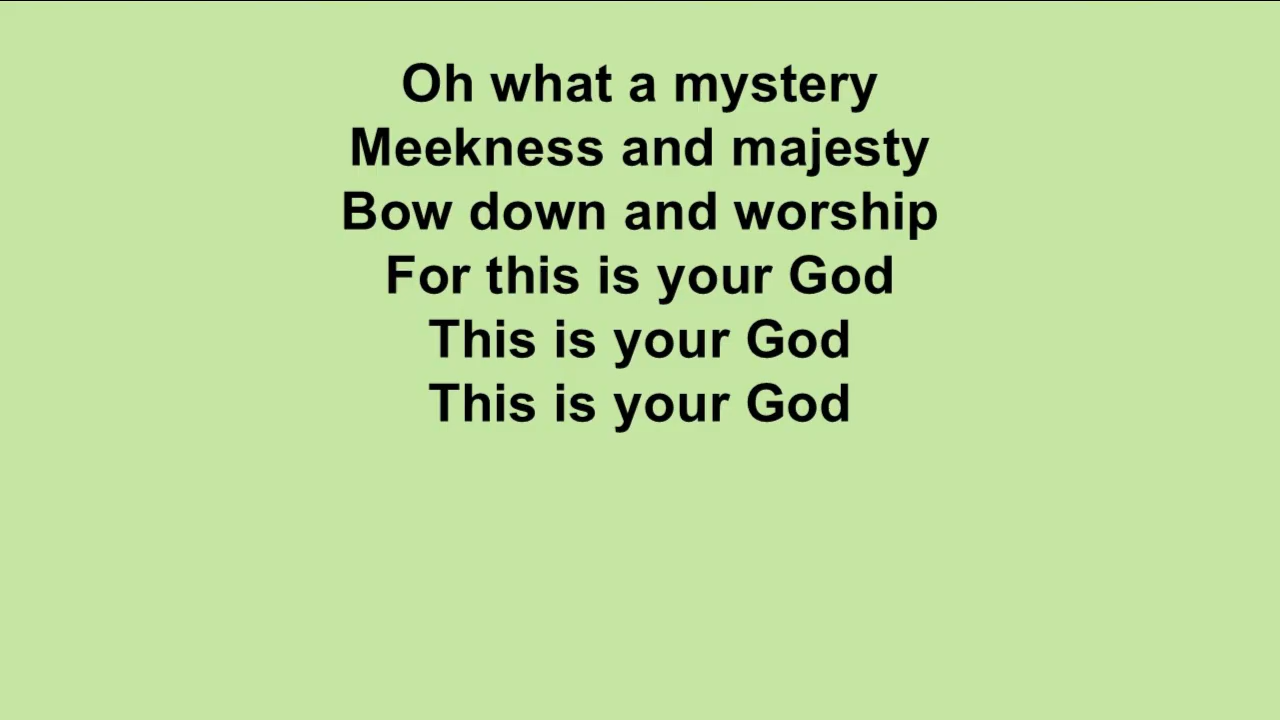 Oh what a mystery
Meekness and majesty
Bow down and worship
For this is your God
This is your God
This is your God